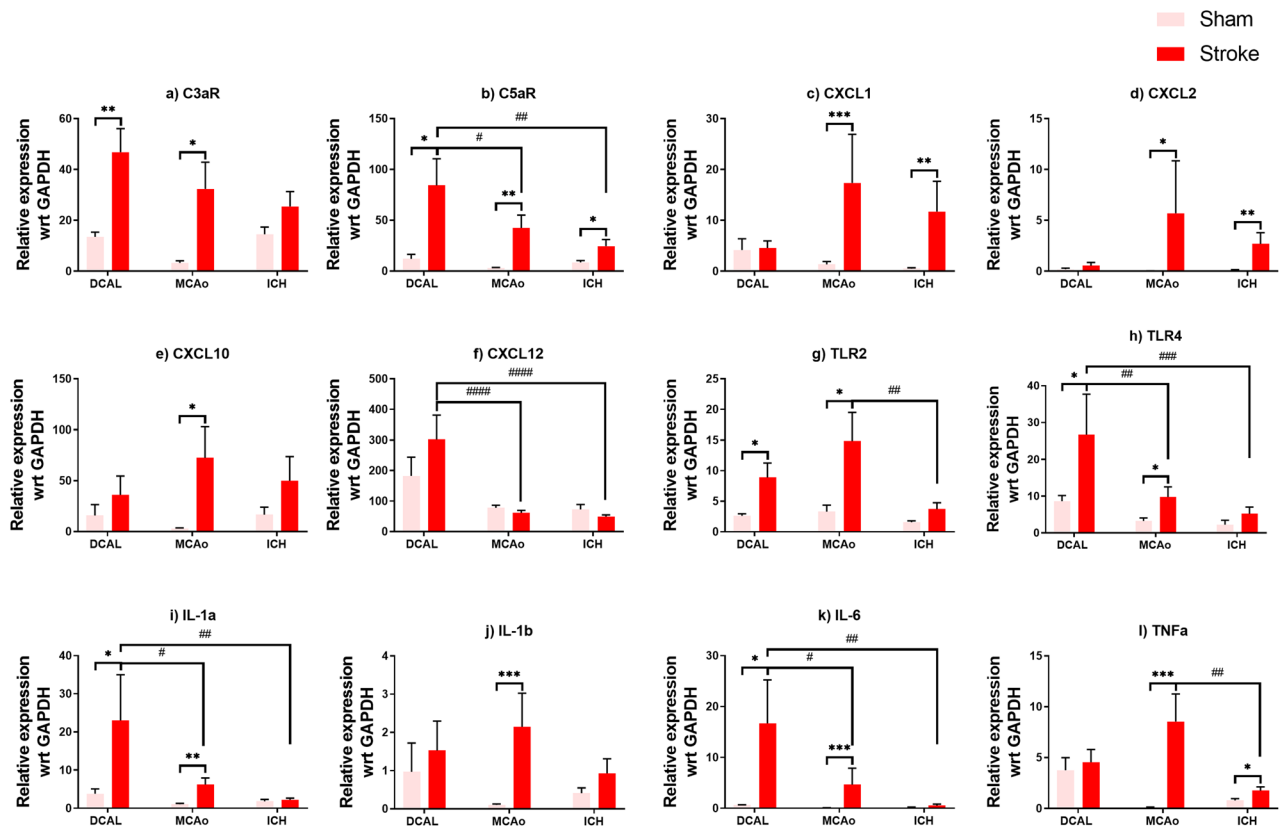 Sham
Stroke
a) C3aR
b) C5aR
c) CXCL1
d) CXCL2
Relative expression
wrt GAPDH
60
40
20
0
**
*
DCAL
MCAo
ICH
Relative expression
wrt GAPDH
150
100
50
0
*
#
##
**
*
DCAL
MCAo
ICH
Relative expression
wrt GAPDH
30
20
10
0
***
**
DCAL
MCAo
ICH
Relative expression
wrt GAPDH
15
10
5
0
*
**
DCAL
MCAo
ICH
e) CXCL10
f) CXCL12
g) TLR2
h) TLR4
Relative expression
wrt GAPDH
150
100
50
0
*
DCAL
MCAo
ICH
Relative expression
wrt GAPDH
500
400
300
200
100
0
####
####
DCAL
MCAo
ICH
Relative expression
wrt GAPDH
25
20
15
10
5
0
*
*
##
DCAL
MCAo
ICH
Relative expression
wrt GAPDH
40
30
20
10
0
*
##
###
*
DCAL
MCAo
ICH
i) IL-1a
j) IL-1b
k) IL-6
l) TNFa
Relative expression
wrt GAPDH
40
30
20
10
0
*
#
##
**
DCAL
MCAo
ICH
Relative expression
wrt GAPDH
4
3
2
1
0
***
DCAL
MCAo
ICH
Relative expression
wrt GAPDH
30
20
10
0
*
#
##
***
DCAL
MCAo
ICH
Relative expression
wrt GAPDH
15
10
5
0
***
##
*
DCAL
MCAo
ICH